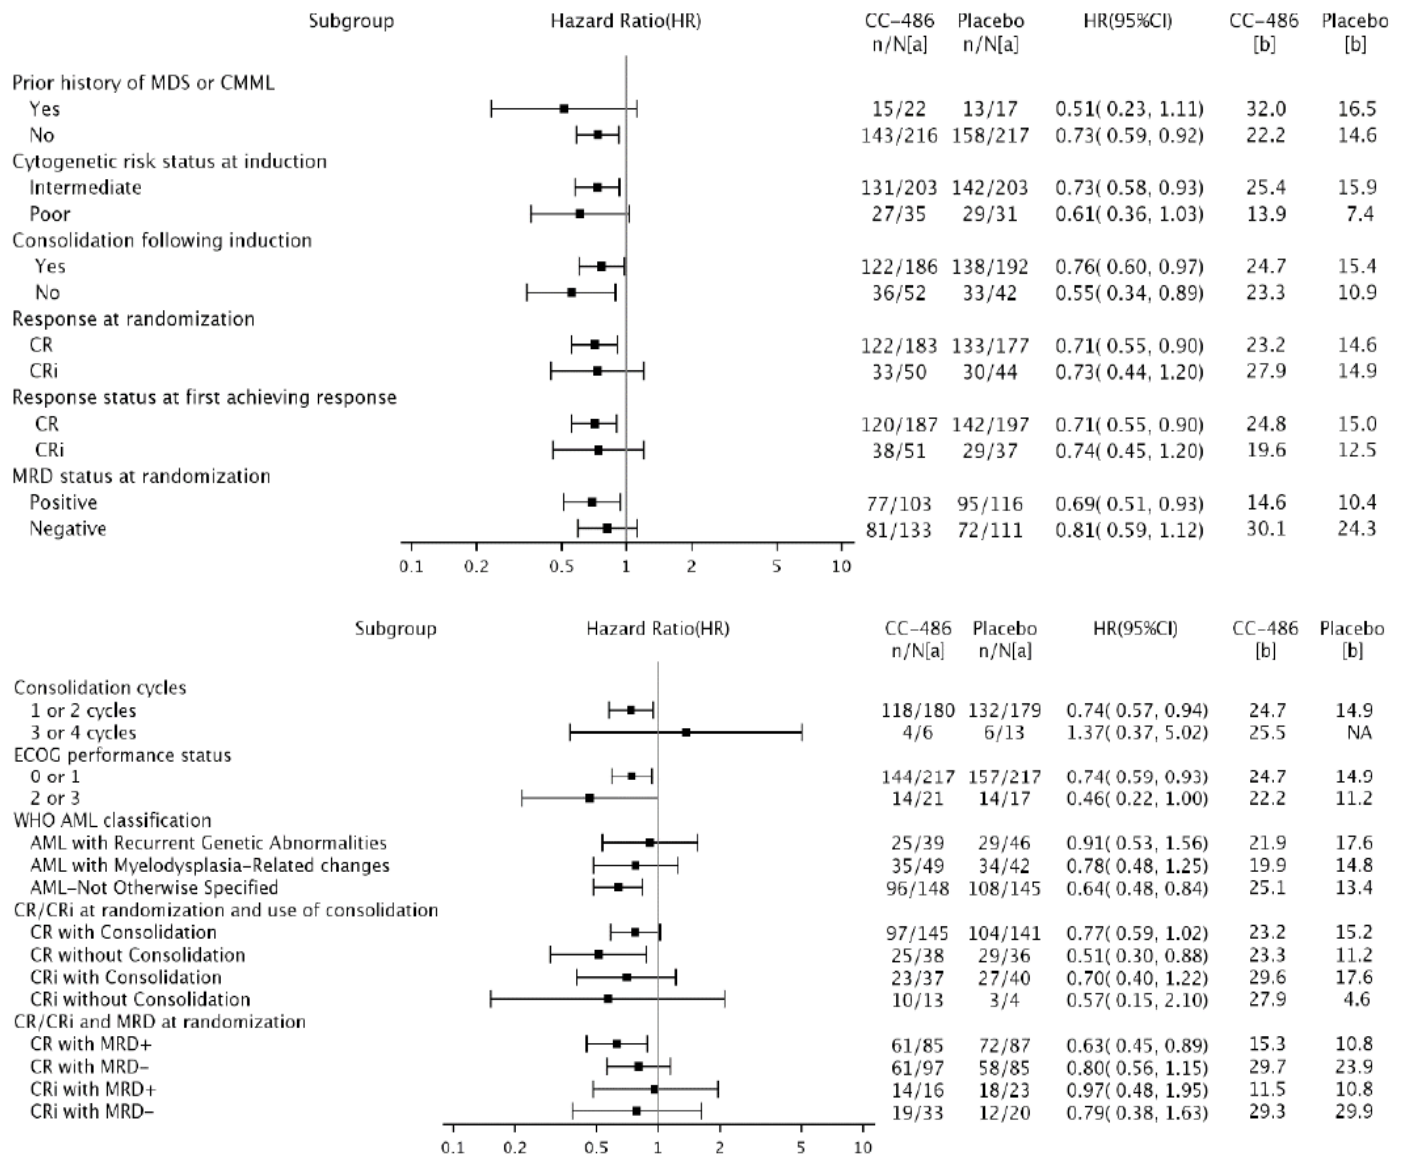 Subgroup Hazard Ratio(HR) CC-486 Placebo HR(95%CI) CC-486 Placebo
n/N[a] n/N[a] [b] [b]
Prior history of MDS or CMML
Yes 15/22 13/17 0.51( 0.23, 1.11) 32.0 16.5
No 143/216 158/217 0.73( 0.59, 0.92) 22.2 14.6
Cytogenetic risk status at induction
Intermediate 131/203 142/203 0.73( 0.58, 0.93) 25.4 15.9
Poor 27/35 29/31 0.61( 0.36, 1.03) 13.9 7.4
Consolidation following induction
Yes 122/186 138/192 0.76( 0.60, 0.97) 24.7 15.4
No 36/52 33/42 0.55( 0.34, 0.89) 23.3 10.9
Response at randomization
CR 122/183 133/177 0.71( 0.55, 0.90) 23.2 14.6
CRi 33/50 30/44 0.73( 0.44, 1.20) 27.9 14.9
Response status at first achieving response
CR 120/187 142/197 0.71( 0.55, 0.90) 24.8 15.0
CRi 38/51 29/37 0.74( 0.45, 1.20) 19.6 12.5
MRD status at randomization
Positive 77/103 95/116 0.69( 0.51, 0.93) 14.6 10.4
Negative 81/133 72/111 0.81( 0.59, 1.12) 30.1 24.3
0.1 0.2 0.5 1 2 5 10
Subgroup Hazard Ratio(HR) CC-486 Placebo HR(95%CI) CC-486 Placebo
n/N[a] n/N[a] [b] [b]
Consolidation cycles
1 or 2 cycles 118/180 132/179 0.74( 0.57, 0.94) 24.7 14.9
3 or 4 cycles 4/6 6/13 1.37( 0.37, 5.02) 25.5 NA
ECOG performance status
0 or 1 144/217 157/217 0.74( 0.59, 0.93) 24.7 14.9
2 or 3 14/21 14/17 0.46( 0.22, 1.00) 22.2 11.2
WHO AML classification
AML with Recurrent Genetic Abnormalities 25/39 29/46 0.91( 0.53, 1.56) 21.9 17.6
AML with Myelodysplasia-Related changes 35/49 34/42 0.78( 0.48, 1.25) 19.9 14.8
AML-Not Otherwise Specified 96/148 108/145 0.64( 0.48, 0.84) 25.1 13.4
CR/CRi at randomization and use of consolidation
CR with Consolidation 97/145 104/141 0.77( 0.59, 1.02) 23.2 15.2
CR without Consolidation 25/38 29/36 0.51( 0.30, 0.88) 23.3 11.2
CRi with Consolidation 23/37 27/40 0.70( 0.40, 1.22) 29.6 17.6
CRi without Consolidation 10/13 3/4 0.57( 0.15, 2.10) 27.9 4.6
CR/CRi and MRD at randomization
CR with MRD+ 61/85 72/87 0.63( 0.45, 0.89) 15.3 10.8
CR with MRD- 61/97 58/85 0.80( 0.56, 1.15) 29.7 23.9
CRi with MRD+ 14/16 18/23 0.97( 0.48, 1.95) 11.5 10.8
CRi with MRD- 19/33 12/20 0.79( 0.38, 1.63) 29.3 29.9
0.1 0.2 0.5 1 2 5 10